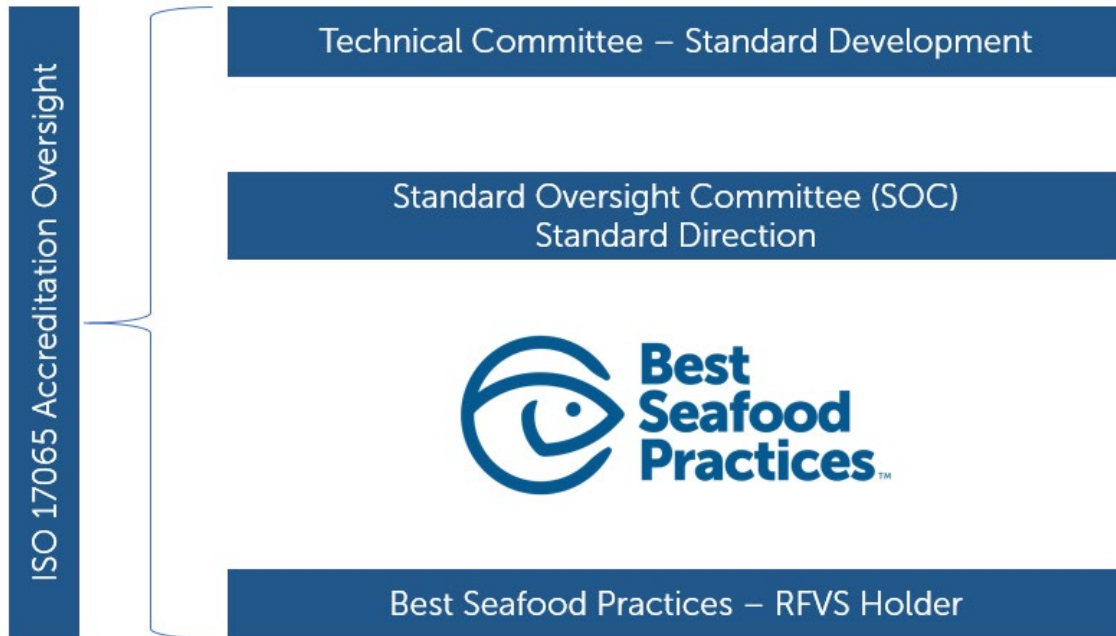 ISO 17065 Accreditation Oversight
Technical Committee – Standard Development
Standard Oversight Committee (SOC)
Standard Direction
Best
Seafood
Practices™
Best Seafood Practices – RFVS Holder